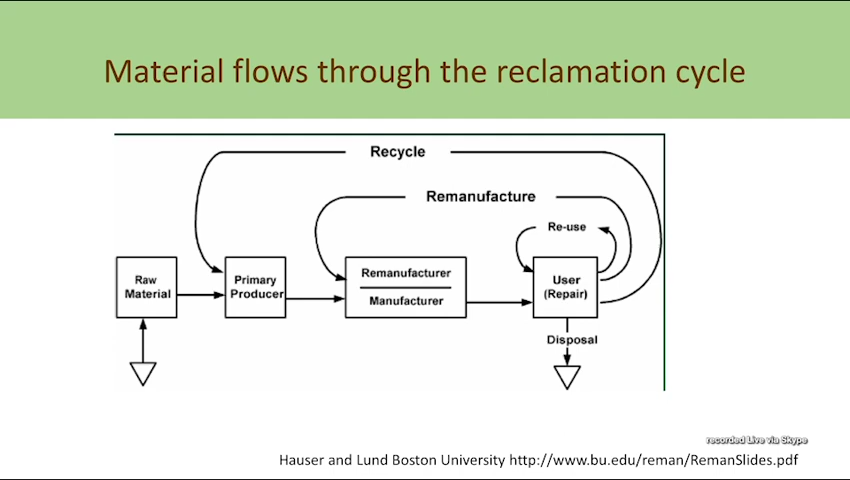 Material flows through the reclamation cycle
Recycle
Remanufacture
Re-use
Raw
Material
Primary
Producer
Remanufacturer
Manufacturer
User
(Repair)
Disposal
recorded Live via Skype
Hauser and Lund Boston University http://www.bu.edu/reman/RemanSlides.pdf